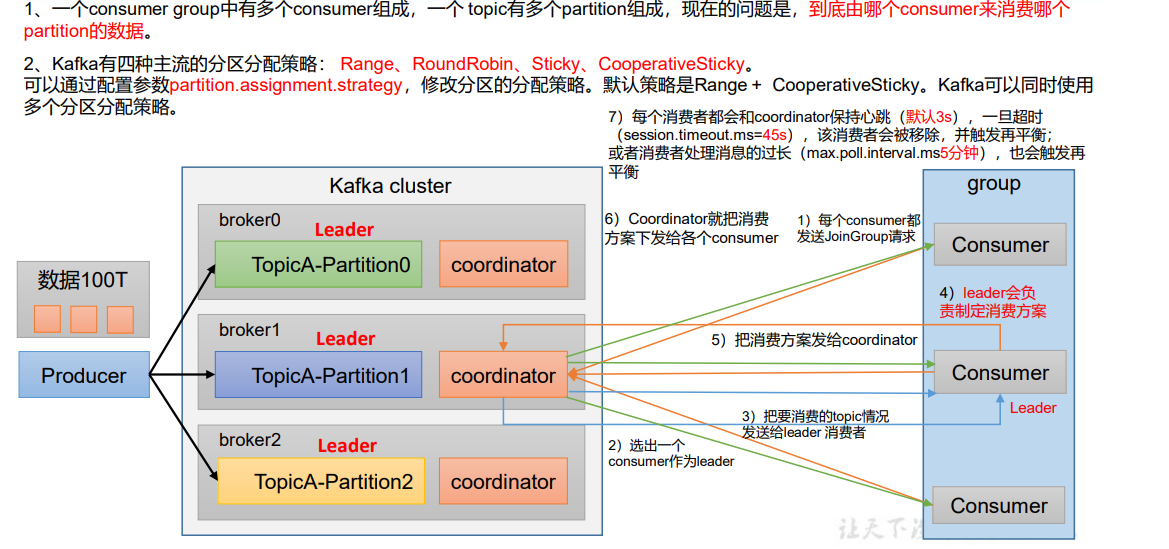 1、一个consumer group中有多个consumer组成，一个 topic有多个partition组成，现在的问题是，到底由哪个consumer来消费哪个
partition的数据。
2、Kafka有四种主流的分区分配策略： Range、RoundRobin、Sticky、CooperativeSticky。
可以通过配置参数partition.assignment.strategy，修改分区的分配策略。默认策略是Range + CooperativeSticky。Kafka可以同时使用
多个分区分配策略。
7）每个消费者都会和coordinator保持心跳（默认3s），一旦超时
（session.timeout.ms=45s），该消费者会被移除，并触发再平衡；
或者消费者处理消息的过长（max.poll.interval.ms5分钟），也会触发再
平衡
Kafka cluster
group
broker0
Leader
TopicA-Partition0
coordinator
6）Coordinator就把消费
方案下发给各个consumer
1）每个consumer都
发送JoinGroup请求
Consumer
数据100T
4）leader会负
责制定消费方案
broker1
Leader
TopicA-Partition1
coordinator
5）把消费方案发给coordinator
Consumer
Leader
Producer
3）把要消费的topic情况
发送给leader 消费者
broker2
Leader
TopicA-Partition2
coordinator
2）选出一个
consumer作为leader
Consumer
让天下